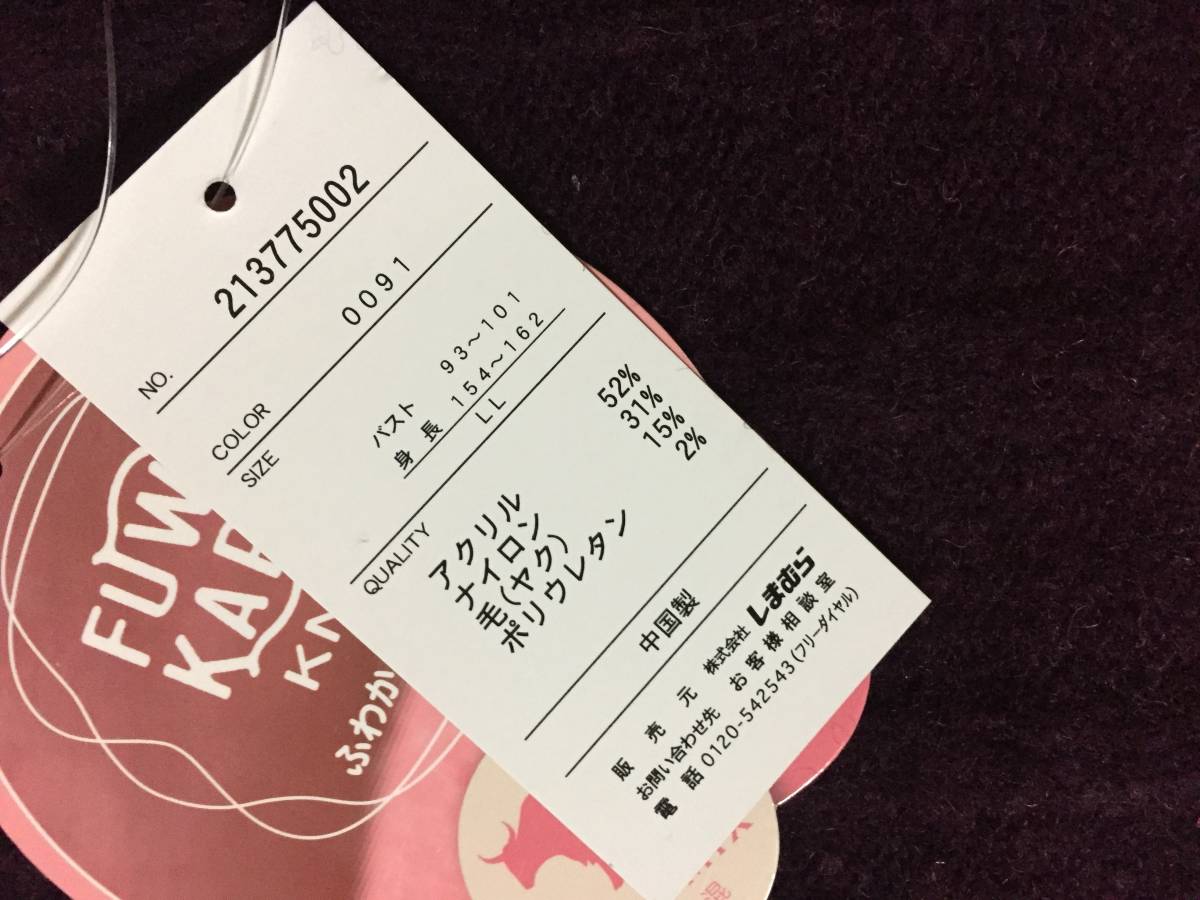 NO. 213775002
COLOR 0091
SIZE
バスト 93～101
身長 154～162
LL
QUALITY
アクリル 52%
ナイロン 31%
毛(ヤク) 15%
ポリウレタン 2%
中国製
販売元 株式会社 しまむら
お問い合わせ先 お客様相談室
電話 0120-542543(フリーダイヤル)
FUW
KA
KN
ふわか